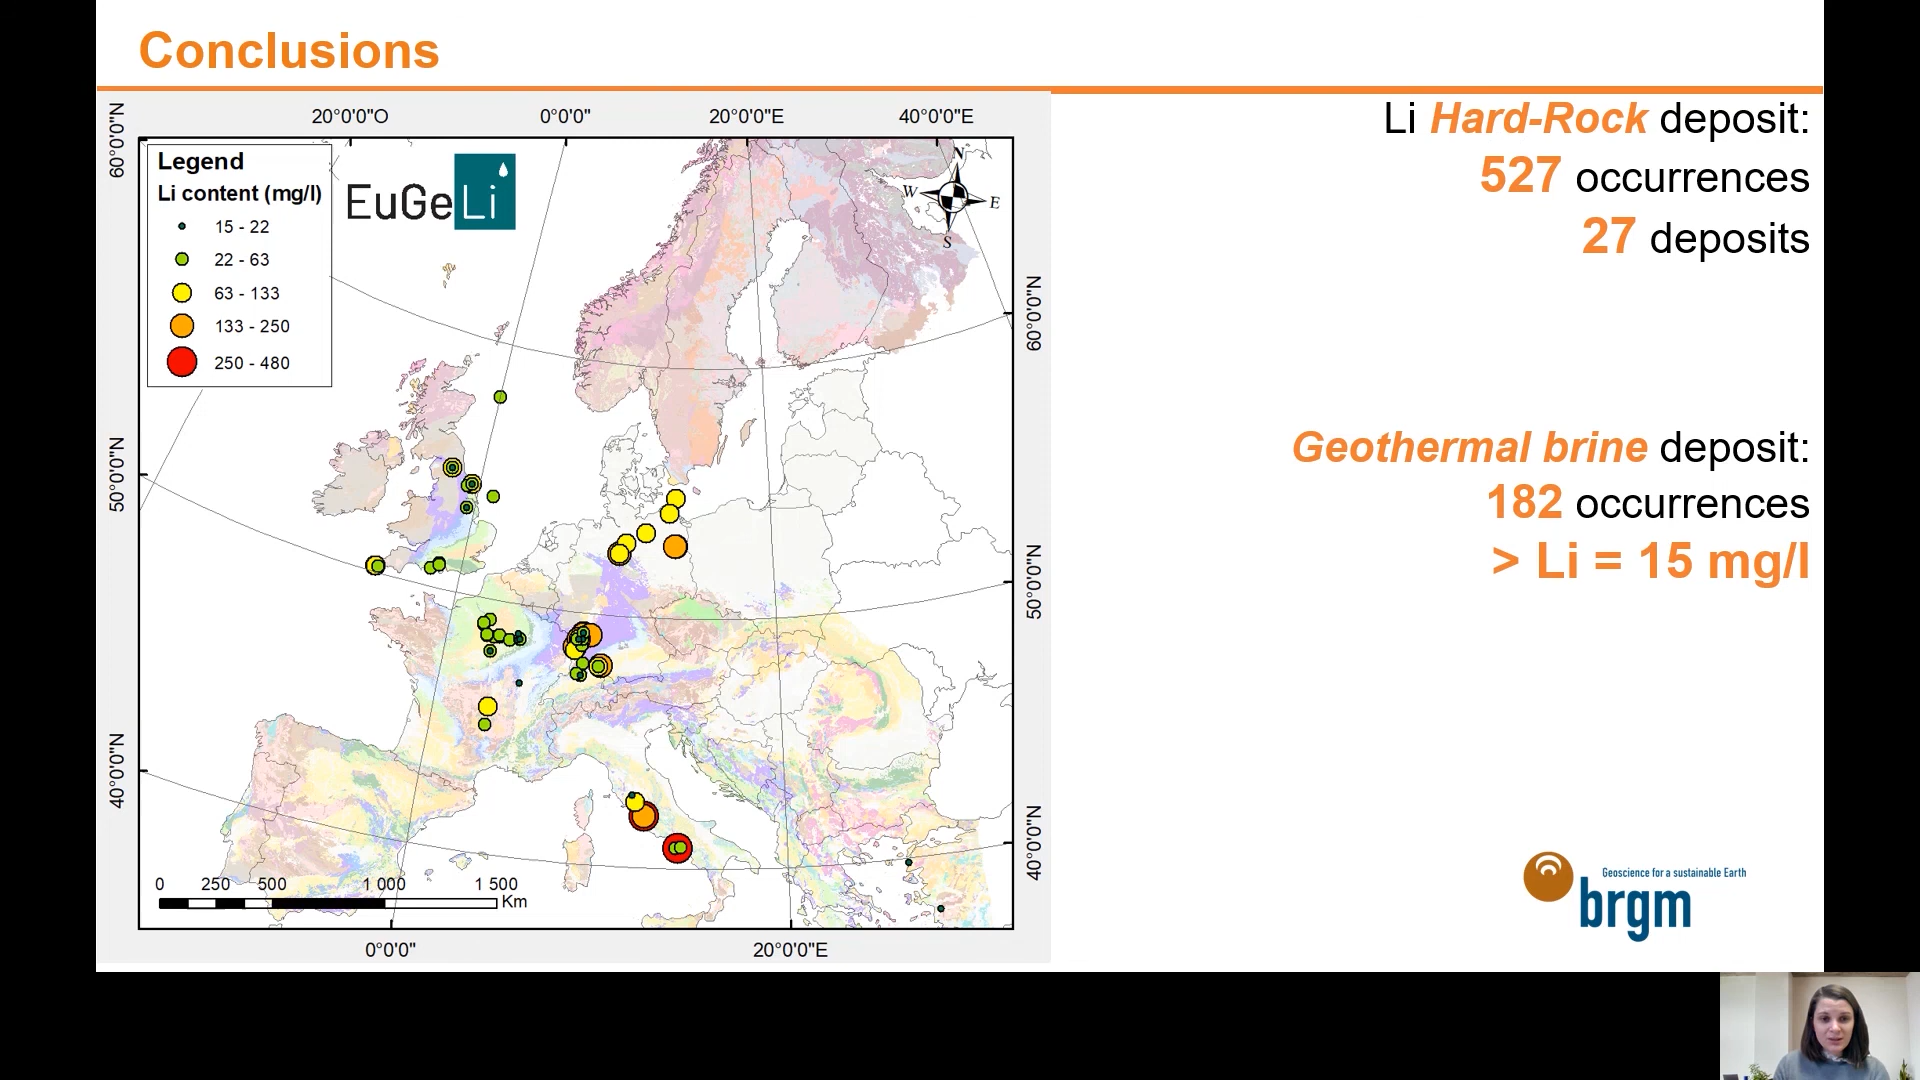 Conclusions
20°0'0"O 0°0'0" 20°0'0"E 40°0'0"E
60°0'0"N
50°0'0"N
40°0'0"N
Legend
Li content (mg/l)
15 - 22
22 - 63
63 - 133
133 - 250
250 - 480
EuGeLi
N
W
E
S
60°0'0"N
50°0'0"N
40°0'0"N
0 250 500 1 000 1 500
Km
0°0'0" 20°0'0"E
Li Hard-Rock deposit:
527 occurrences
27 deposits
Geothermal brine deposit:
182 occurrences
> Li = 15 mg/l
Geoscience for a sustainable Earth
brgm